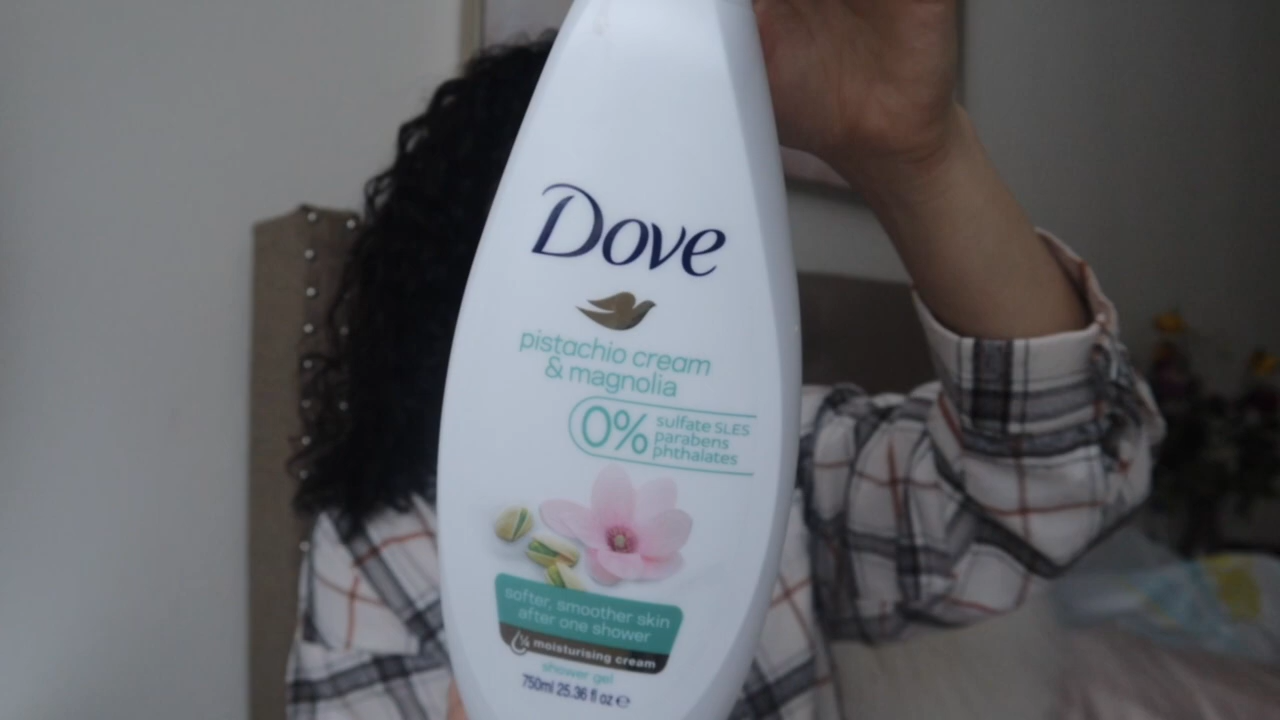 Dove
pistachio cream
& magnolia
0%
sulfate SLES
parabens
phthalates
softer, smoother skin
after one shower
¼ moisturising cream
shower gel
750ml 25.36 fl oz ℮